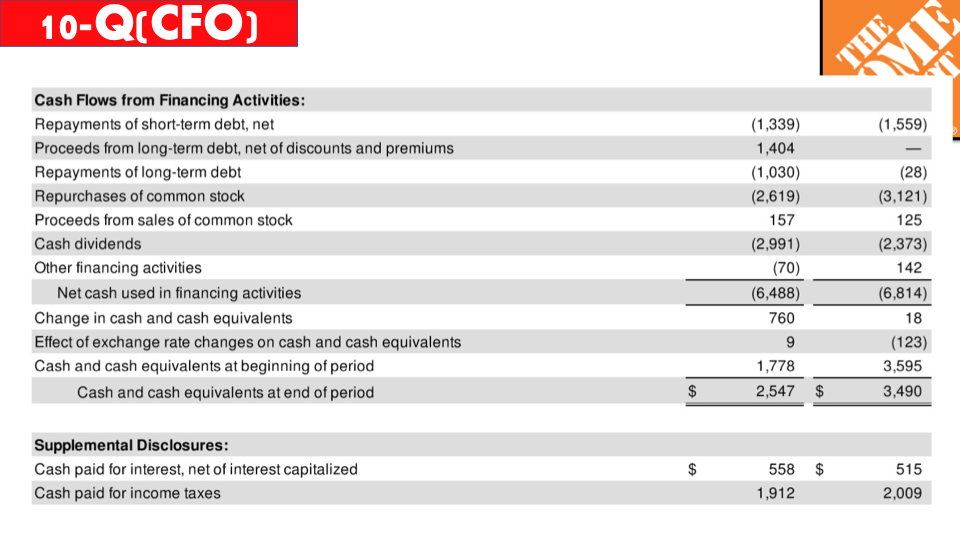 10-Q(CFO)
THE
Cash Flows from Financing Activities:
Repayments of short-term debt, net (1,339) (1,559)
Proceeds from long-term debt, net of discounts and premiums 1,404 —
Repayments of long-term debt (1,030) (28)
Repurchases of common stock (2,619) (3,121)
Proceeds from sales of common stock 157 125
Cash dividends (2,991) (2,373)
Other financing activities (70) 142
Net cash used in financing activities (6,488) (6,814)
Change in cash and cash equivalents 760 18
Effect of exchange rate changes on cash and cash equivalents 9 (123)
Cash and cash equivalents at beginning of period 1,778 3,595
Cash and cash equivalents at end of period $ 2,547 $ 3,490
Supplemental Disclosures:
Cash paid for interest, net of interest capitalized $ 558 $ 515
Cash paid for income taxes 1,912 2,009